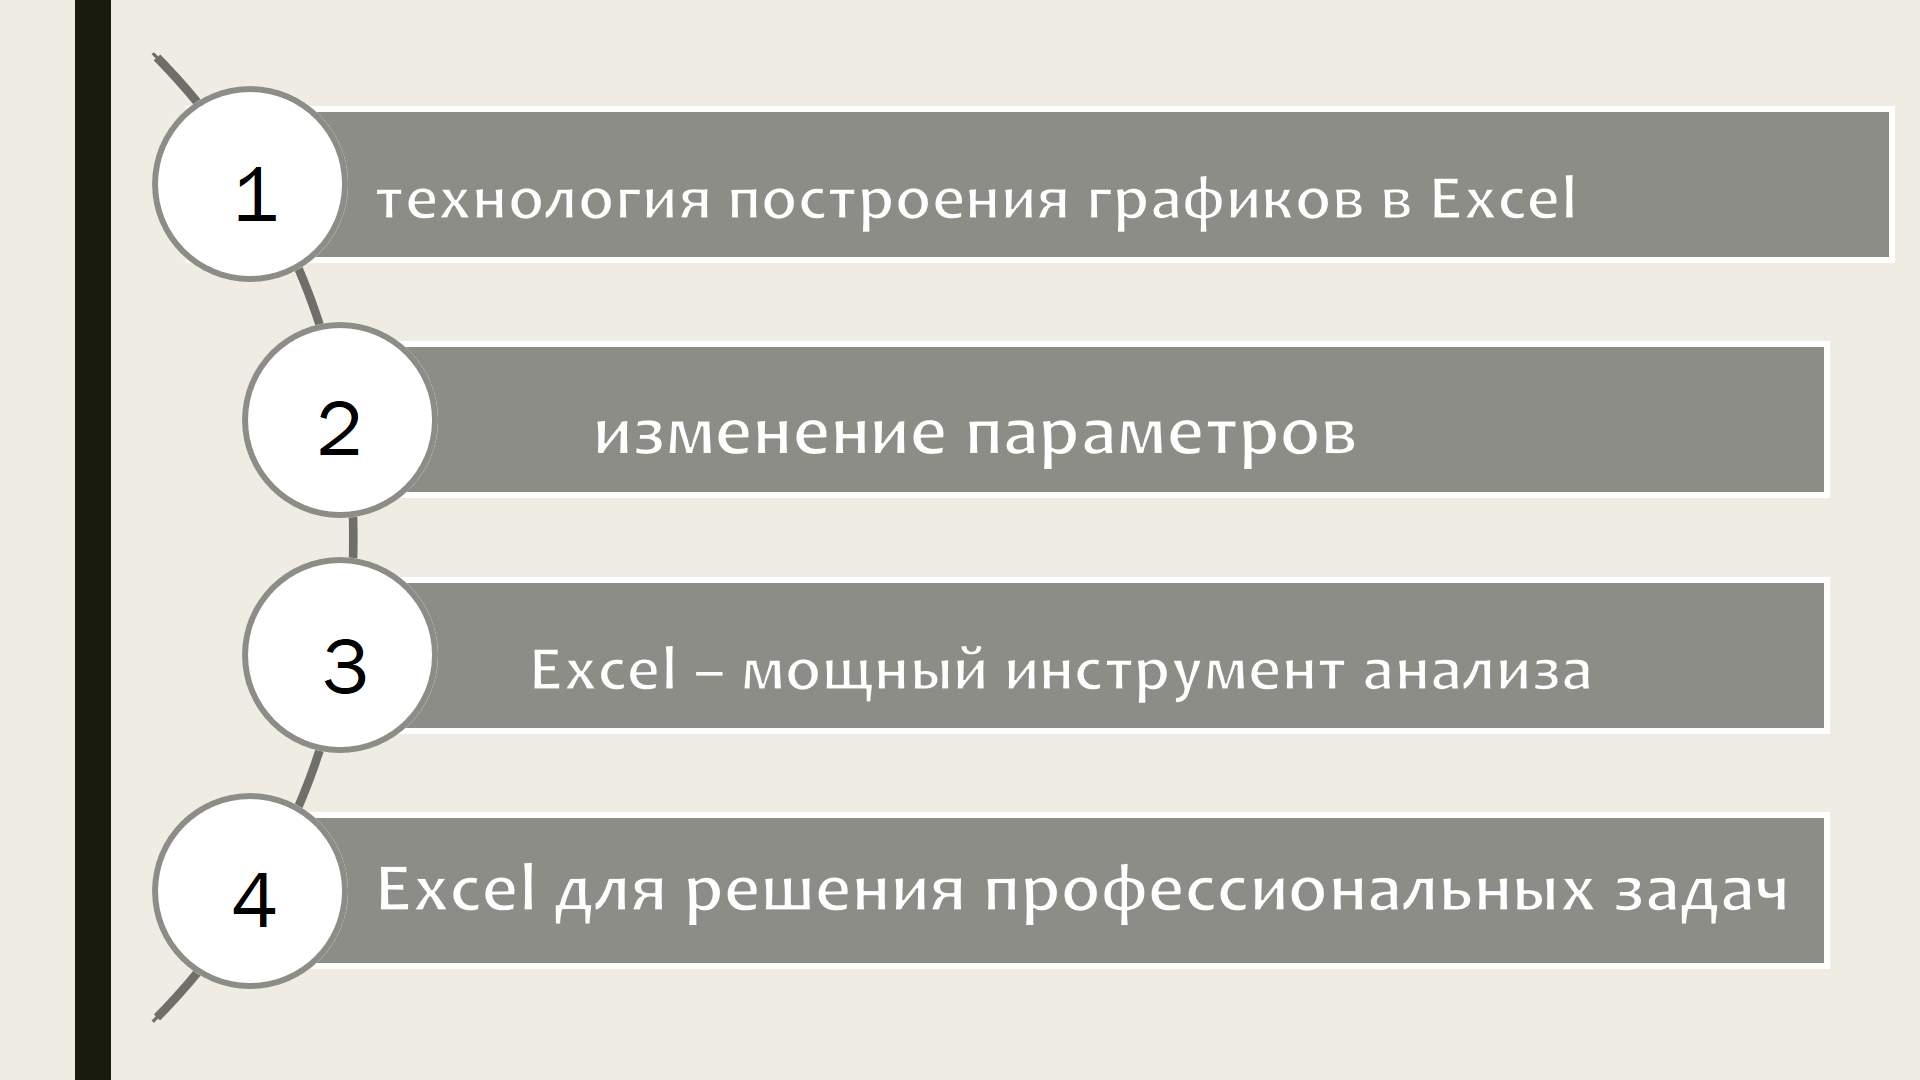 1
технология построения графиков в Excel
2
изменение параметров
3
Excel – мощный инструмент анализа
4
Excel для решения профессиональных задач